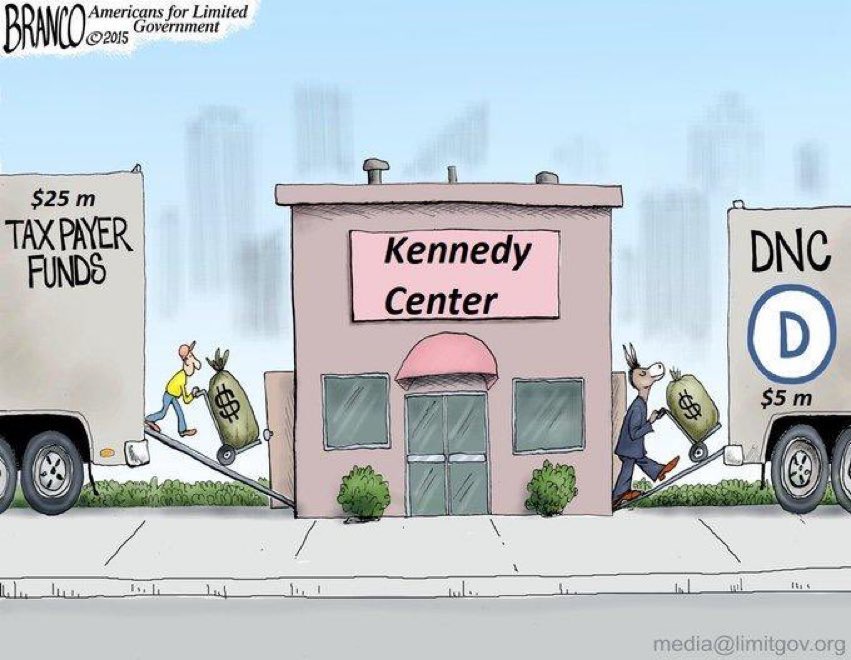 BRANCO
Americans for Limited
©2015 Government
$25 m
TAX PAYER
FUNDS
Kennedy
Center
$
$
DNC
D
$5 m
media@limitgov.org